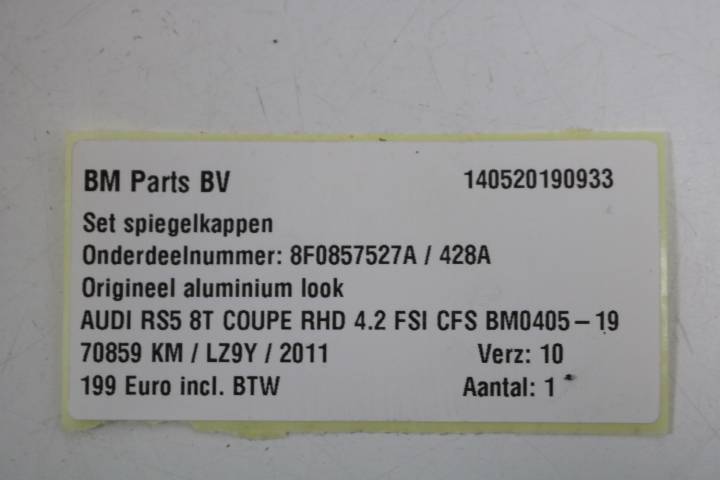 BM Parts BV 140520190933
Set spiegelkappen
Onderdeelnummer: 8F0857527A / 428A
Origineel aluminium look
AUDI RS5 8T COUPE RHD 4.2 FSI CFS BM0405-19
70859 KM / LZ9Y / 2011 Verz: 10
199 Euro incl. BTW Aantal: 1